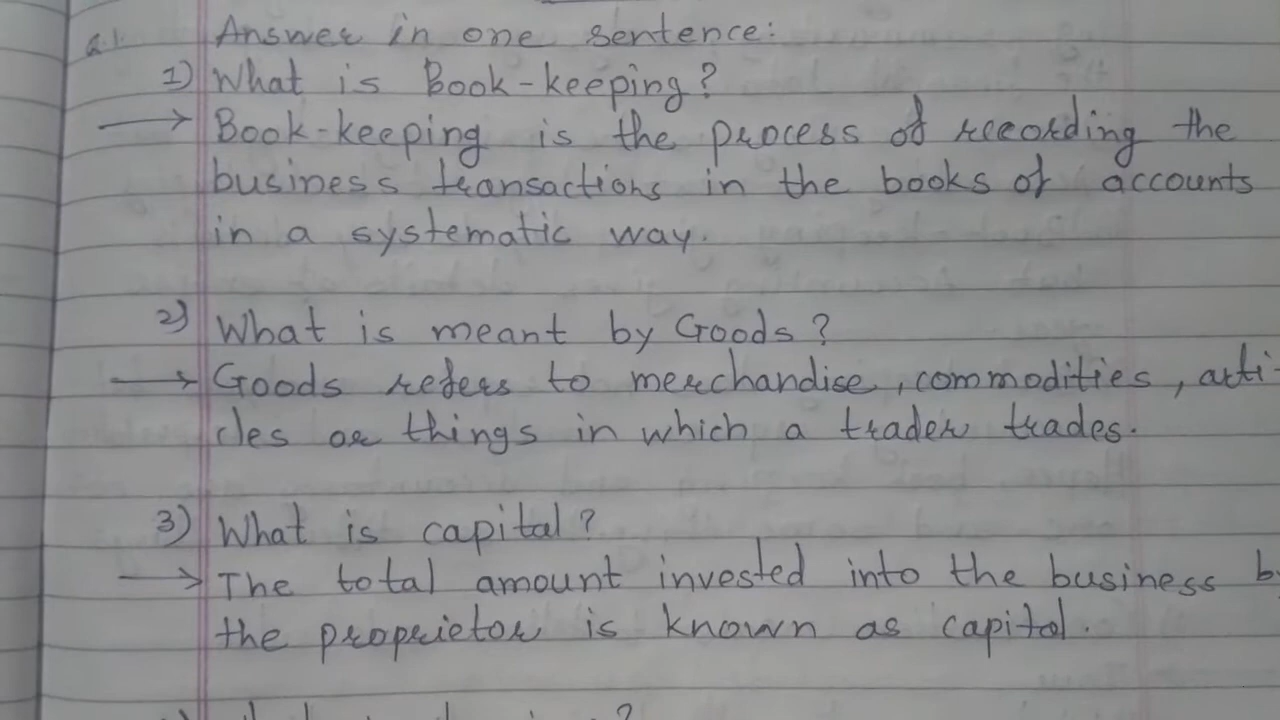 Q.1. Answer in one sentence:
1) What is Book-keeping?
→ Book-keeping is the process of recording the
business transactions in the books of accounts
in a systematic way.
2) What is meant by Goods?
→ Goods refers to merchandise, commodities, arti-
cles or things in which a trader trades.
3) What is capital?
→ The total amount invested into the business b
the proprietor is known as capital.